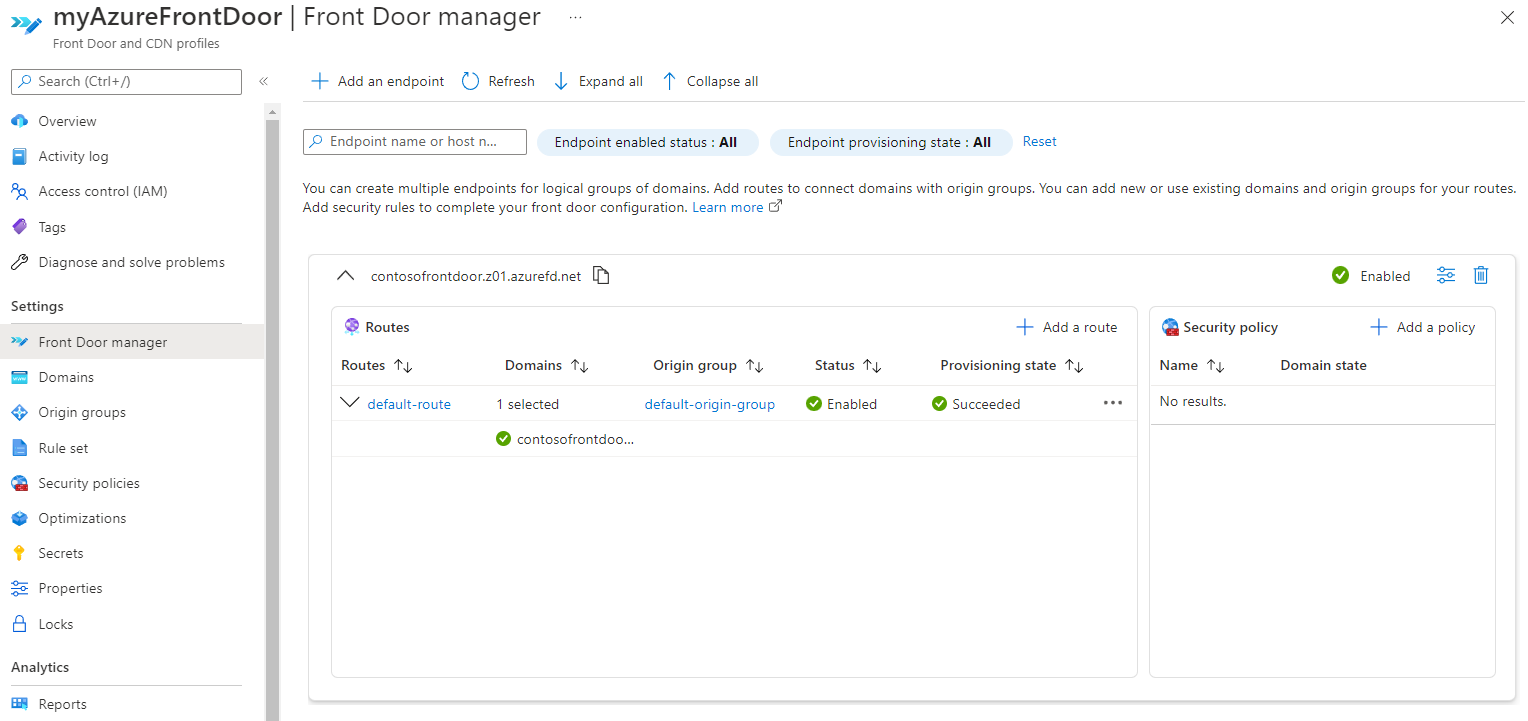 myAzureFrontDoor | Front Door manager ...
Front Door and CDN profiles
Search (Ctrl+/)
«
Overview
Activity log
Access control (IAM)
Tags
Diagnose and solve problems
Settings
Front Door manager
Domains
Origin groups
Rule set
Security policies
Optimizations
Secrets
Properties
Locks
Analytics
Reports
Add an endpoint Refresh Expand all Collapse all
Endpoint name or host n... Endpoint enabled status : All Endpoint provisioning state : All Reset
You can create multiple endpoints for logical groups of domains. Add routes to connect domains with origin groups. You can add new or use existing domains and origin groups for your routes.
Add security rules to complete your front door configuration. Learn more
contosofrontdoor.z01.azurefd.net Enabled
Routes Add a route
Routes Domains Origin group Status Provisioning state
default-route 1 selected default-origin-group Enabled Succeeded ...
contosofrontdoo...
Security policy Add a policy
Name Domain state
No results.